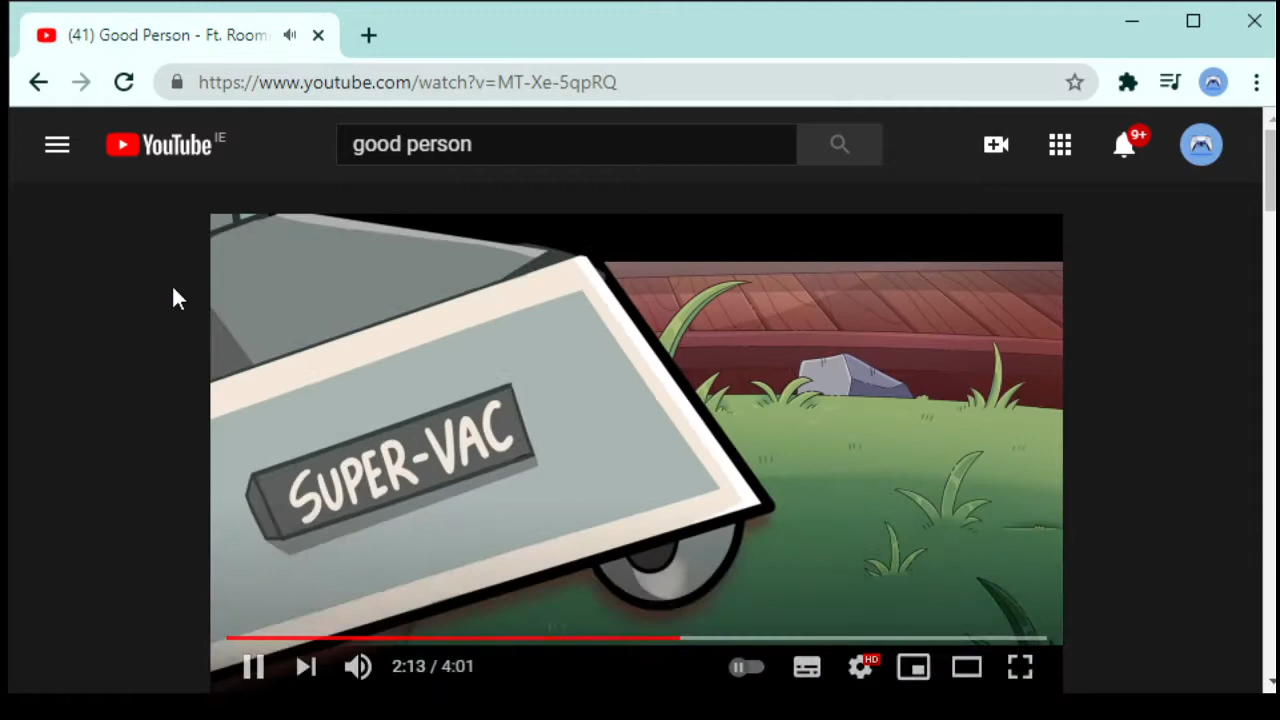 (41) Good Person - Ft. Room
https://www.youtube.com/watch?v=MT-Xe-5qpRQ
YouTube IE
good person
9+
SUPER-VAC
2:13 / 4:01
HD